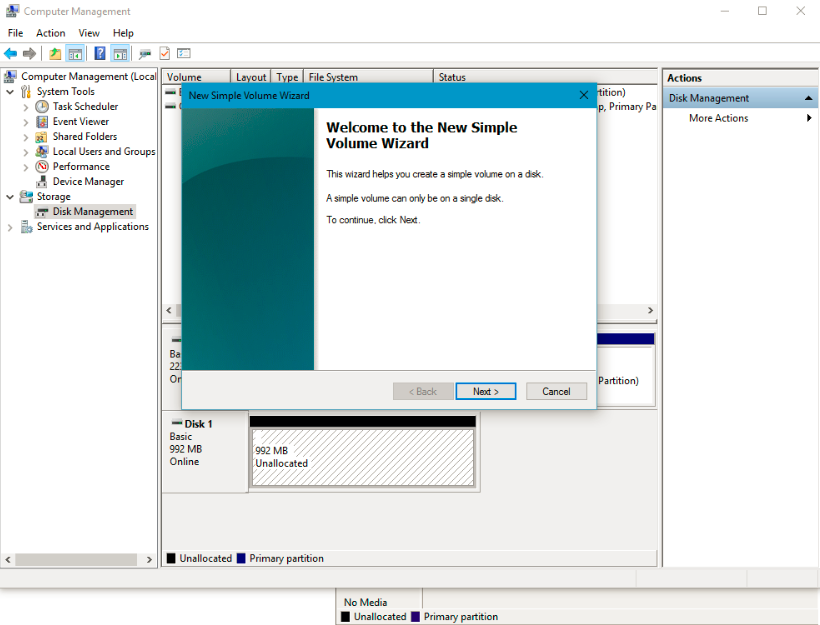 Computer Management
File Action View Help
Computer Management (Local
System Tools
Task Scheduler
Event Viewer
Shared Folders
Local Users and Groups
Performance
Device Manager
Storage
Disk Management
Services and Applications
Volume Layout Type File System Status
rtition)
p, Primary Pa
New Simple Volume Wizard
Welcome to the New Simple
Volume Wizard
This wizard helps you create a simple volume on a disk.
A simple volume can only be on a single disk.
To continue, click Next.
< Back Next > Cancel
Ba
22
On
Partition)
Disk 1
Basic
992 MB
Online
992 MB
Unallocated
Unallocated Primary partition
Actions
Disk Management
More Actions
No Media
Unallocated Primary partition